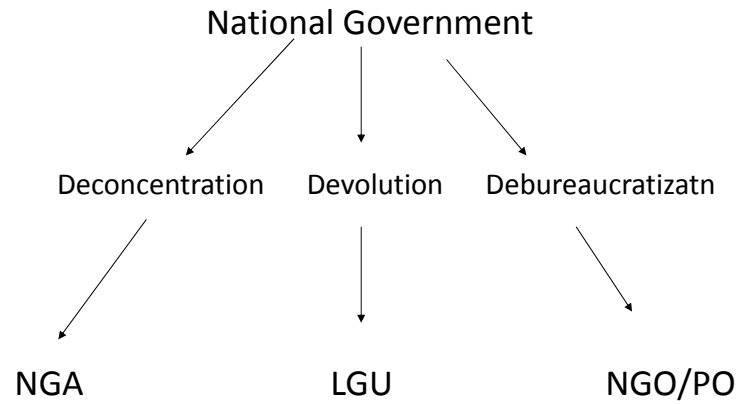 National Government
Deconcentration Devolution Debureaucratizatn
NGA LGU NGO/PO